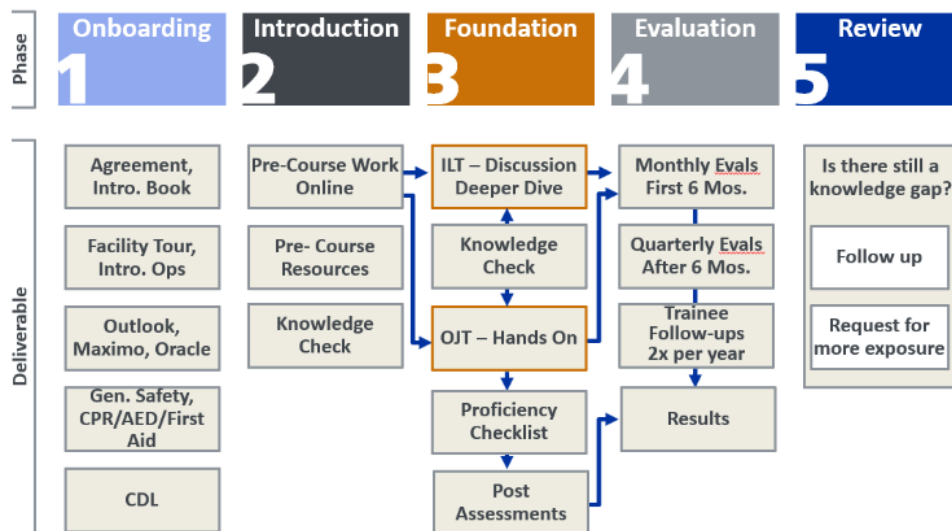 Phase
Onboarding
1
Introduction
2
Foundation
3
Evaluation
4
Review
5
Deliverable
Agreement,
Intro. Book
Facility Tour,
Intro. Ops
Outlook,
Maximo, Oracle
Gen. Safety,
CPR/AED/First
Aid
CDL
Pre-Course Work
Online
Pre- Course
Resources
Knowledge
Check
ILT – Discussion
Deeper Dive
Knowledge
Check
OJT – Hands On
Proficiency
Checklist
Post
Assessments
Monthly Evals
First 6 Mos.
Quarterly Evals
After 6 Mos.
Trainee
Follow-ups
2x per year
Results
Is there still a
knowledge gap?
Follow up
Request for
more exposure